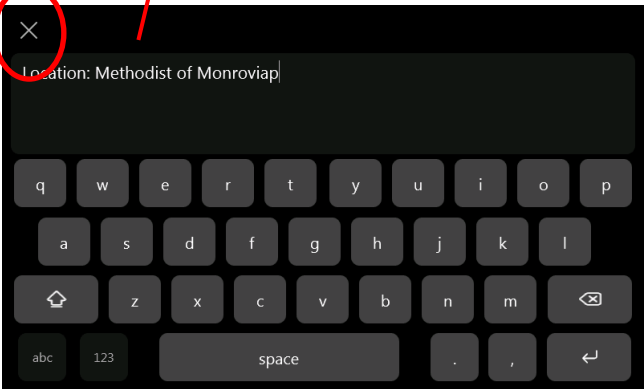 Location: Methodist of Monroviap
q w e r t y u i o p
a s d f g h j k l
z x c v b n m
abc 123 space . ,